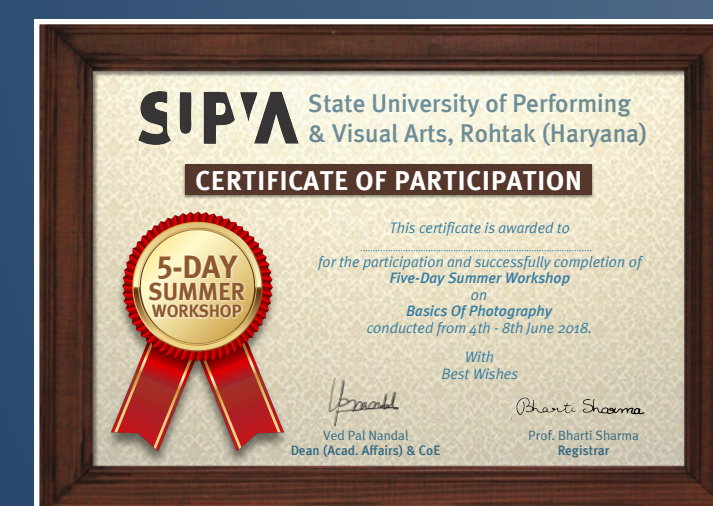 SUPVA
State University of Performing
& Visual Arts, Rohtak (Haryana)
CERTIFICATE OF PARTICIPATION
5-DAY
SUMMER
WORKSHOP
This certificate is awarded to
for the participation and successfully completion of
Five-Day Summer Workshop
on
Basics Of Photography
conducted from 4th - 8th June 2018.
With
Best Wishes
Bharti Sharma
Ved Pal Nandal
Dean (Acad. Affairs) & CoE
Prof. Bharti Sharma
Registrar